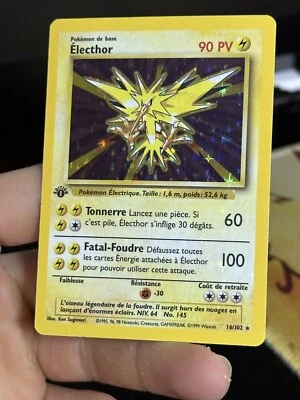 Pokémon de base
Électhor
90 PV
1
Pokémon Électrique. Taille: 1,6 m, poids: 52,6 kg
Tonnerre Lancez une pièce. Si
c'est pile, Électhor s'inflige 30 dégâts.
60
Fatal-Foudre Défaussez toutes
les cartes Énergie attachées à Électhor
pour pouvoir utiliser cette attaque.
100
Faiblesse
Résistance
Coût de retraite
-30
L'oiseau légendaire de la foudre. Il surgit hors des nuages en
lançant d'énormes éclairs. NIV. 64 No. 145
Illus. Ken Sugimori
©1995, 96, 98 Nintendo, Creatures, GAMEFREAK. ©1999 Wizards.
16/102 ★